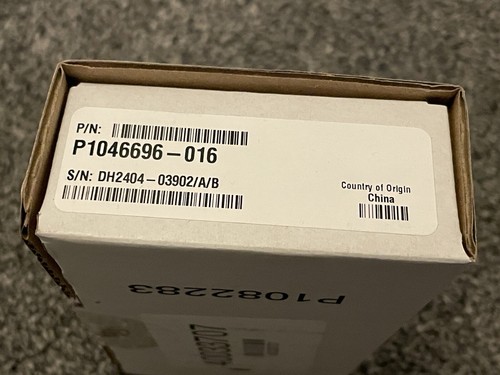 P/N:
P1046696-016
S/N: DH2404-03902/A/B
Country of Origin
China
P1082283